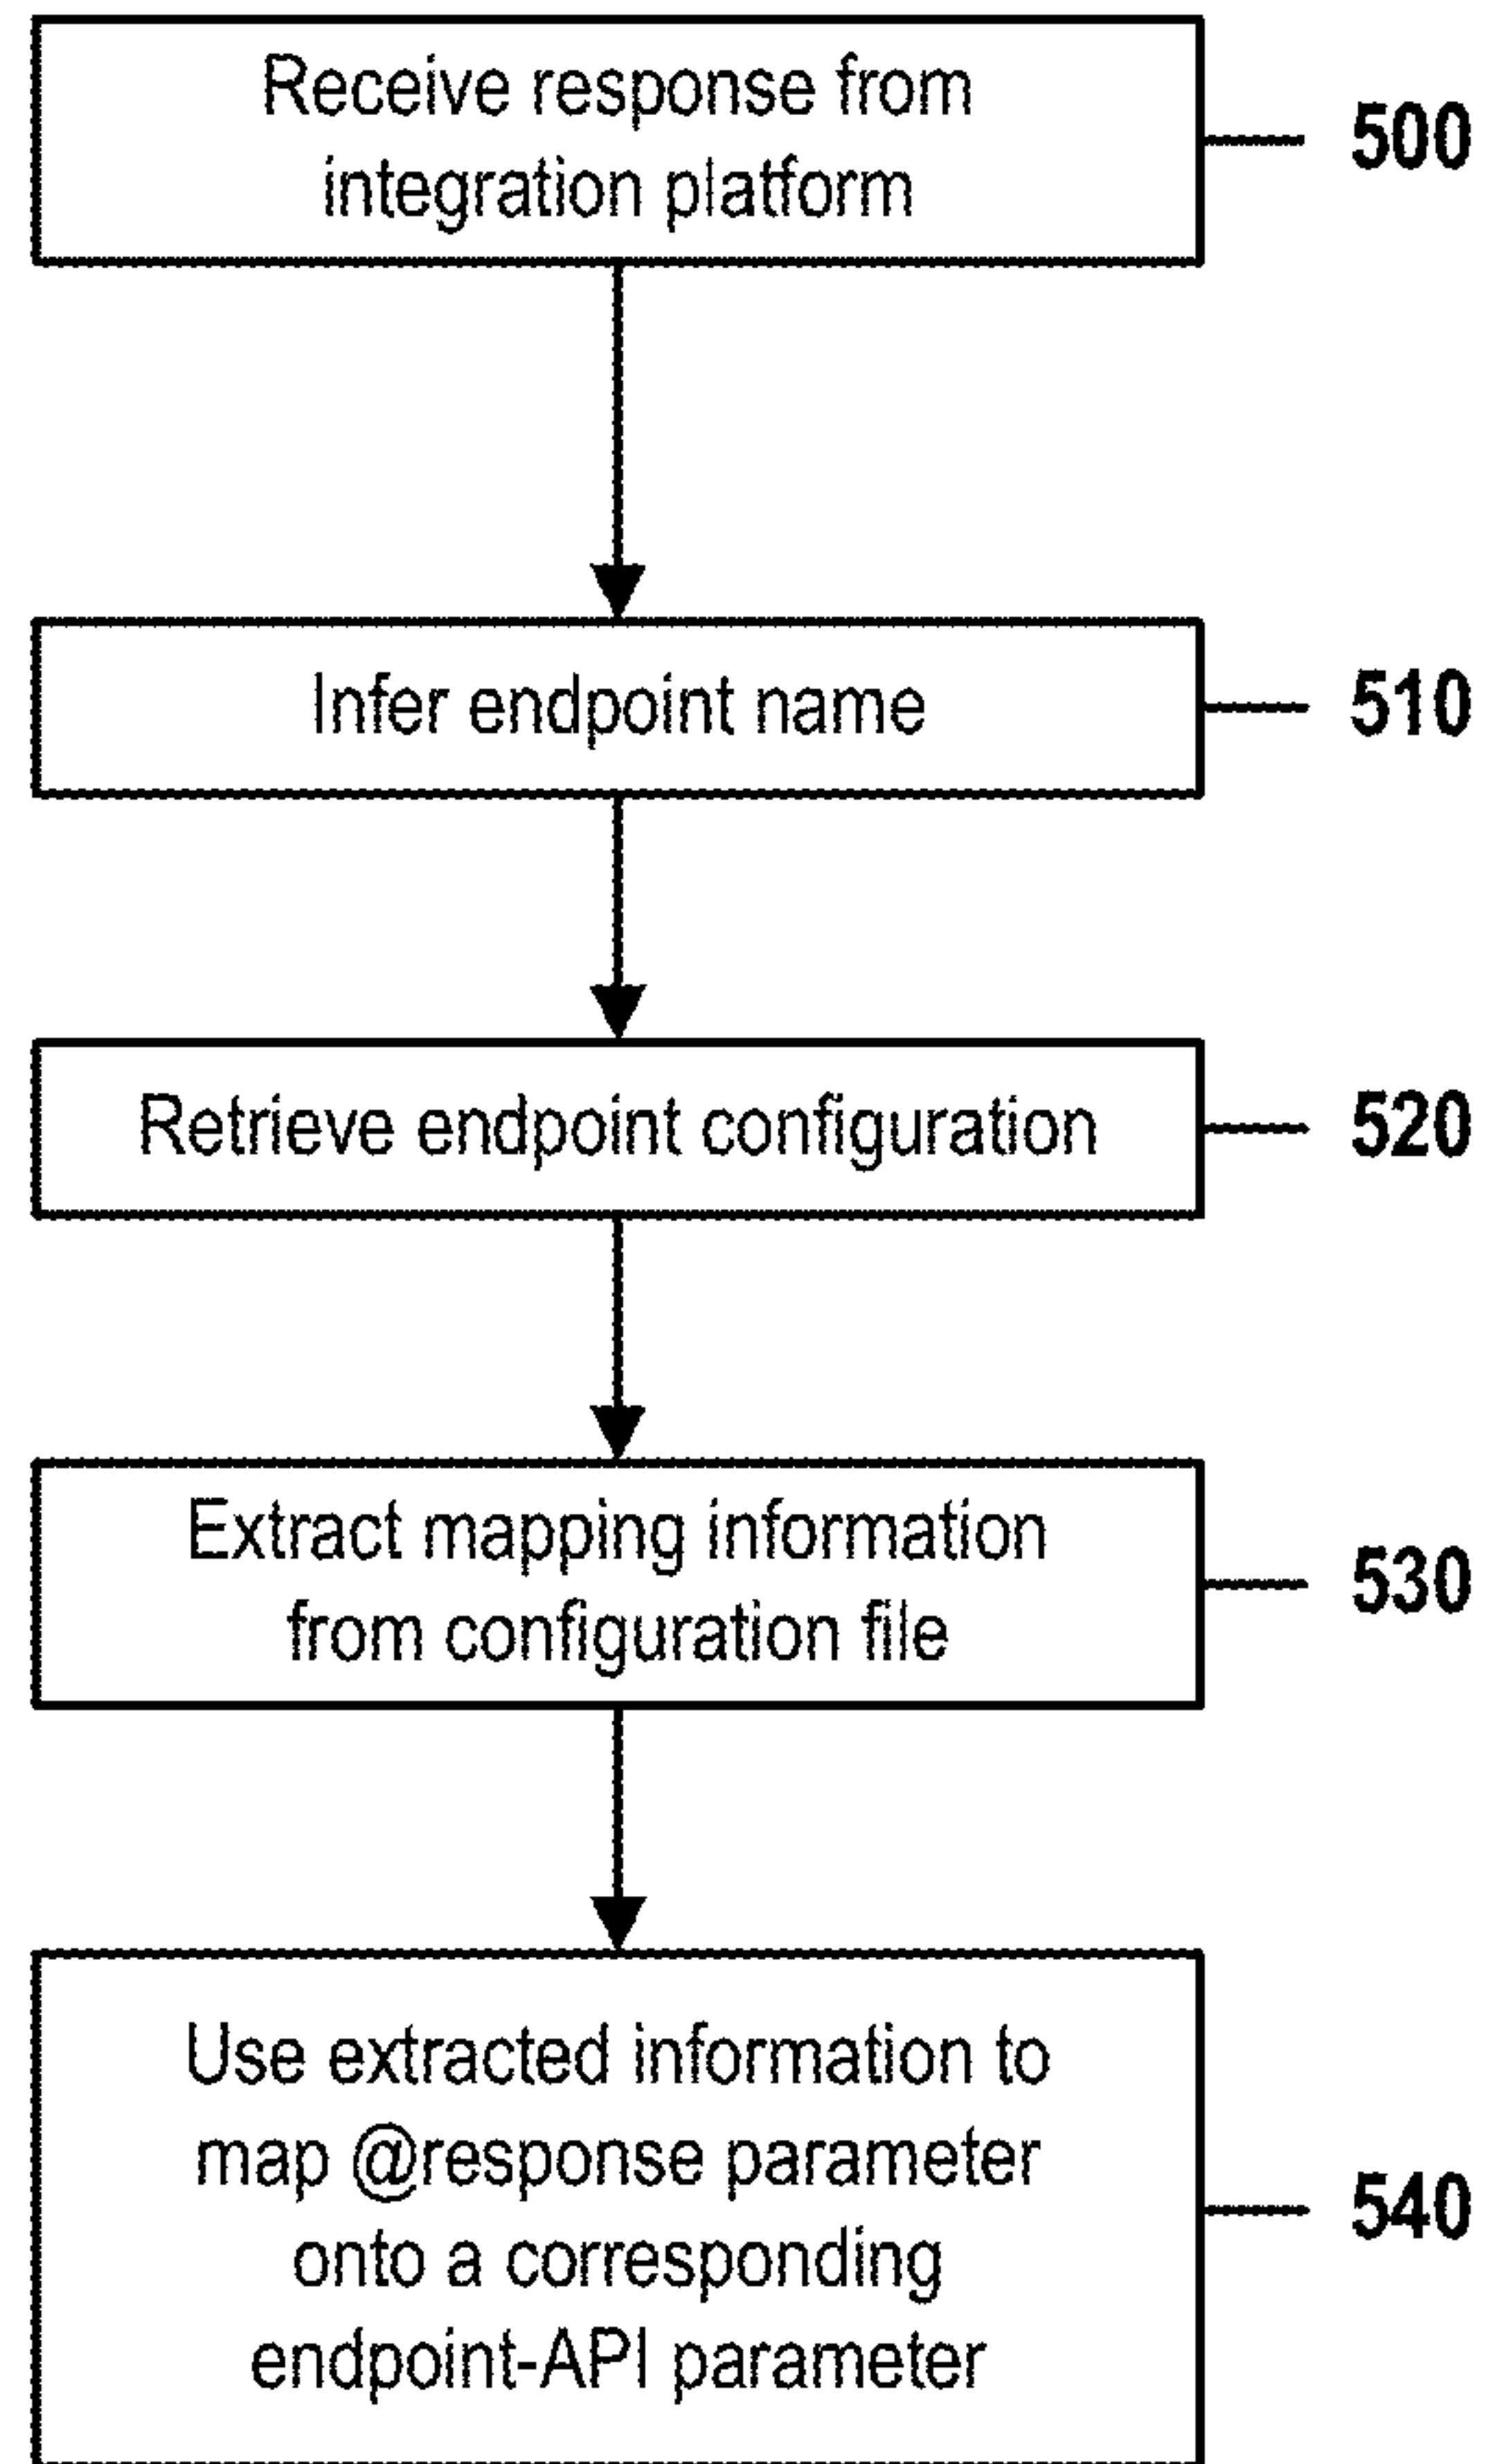 Receive response from
integration platform
500
Infer endpoint name
510
Retrieve endpoint configuration
520
Extract mapping information
from configuration file
530
Use extracted information to
map @response parameter
onto a corresponding
endpoint-API parameter
540